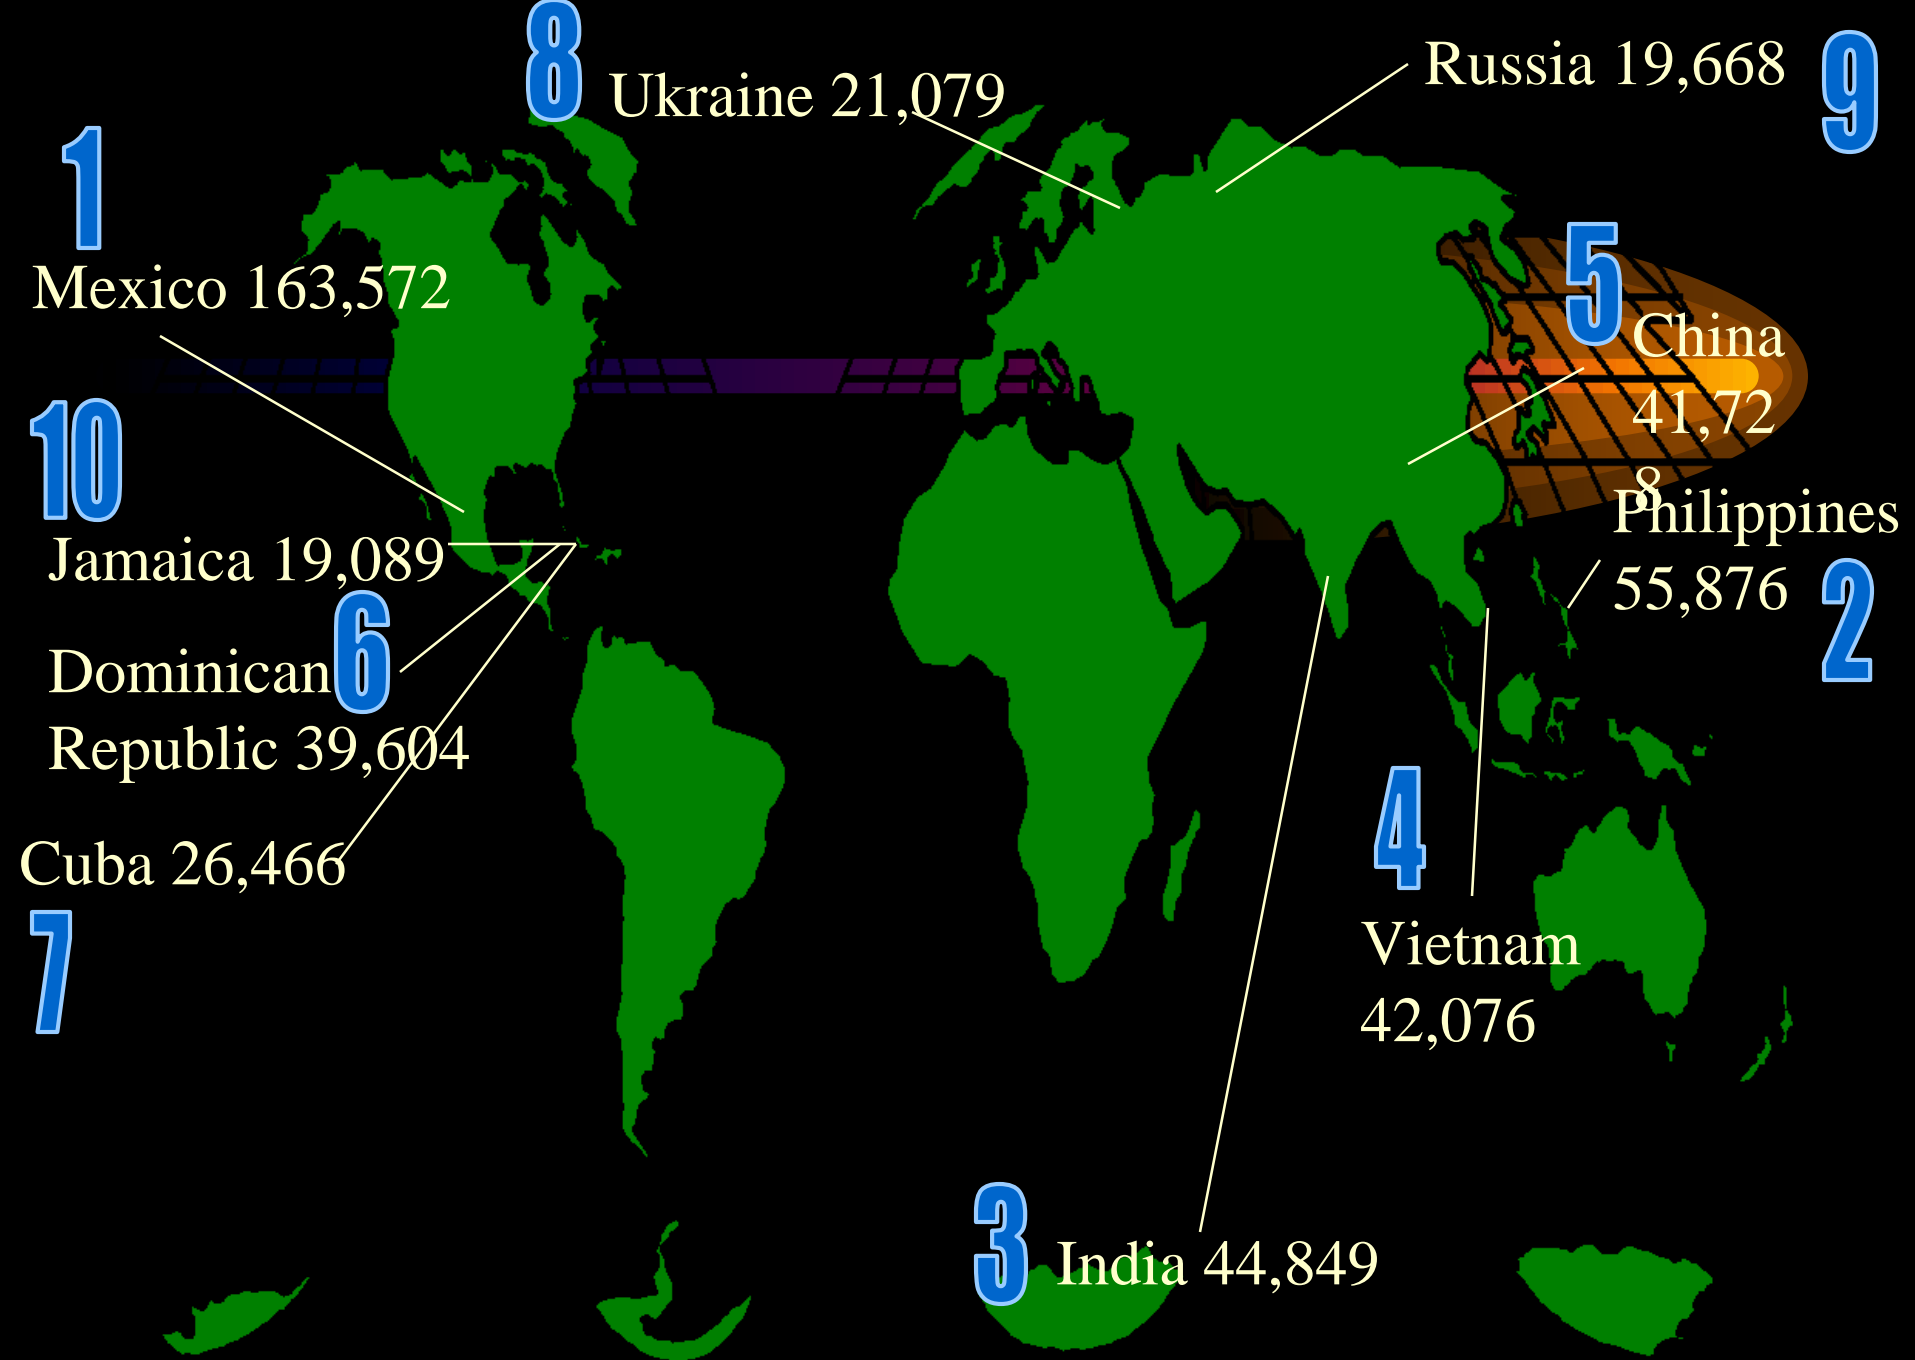 8
Ukraine 21,079
Russia 19,668
9
1
Mexico 163,572
5
China
41,72
8
10
Jamaica 19,089
Philippines
55,876
2
6
Dominican
Republic 39,604
Cuba 26,466
7
4
Vietnam
42,076
3
India 44,849